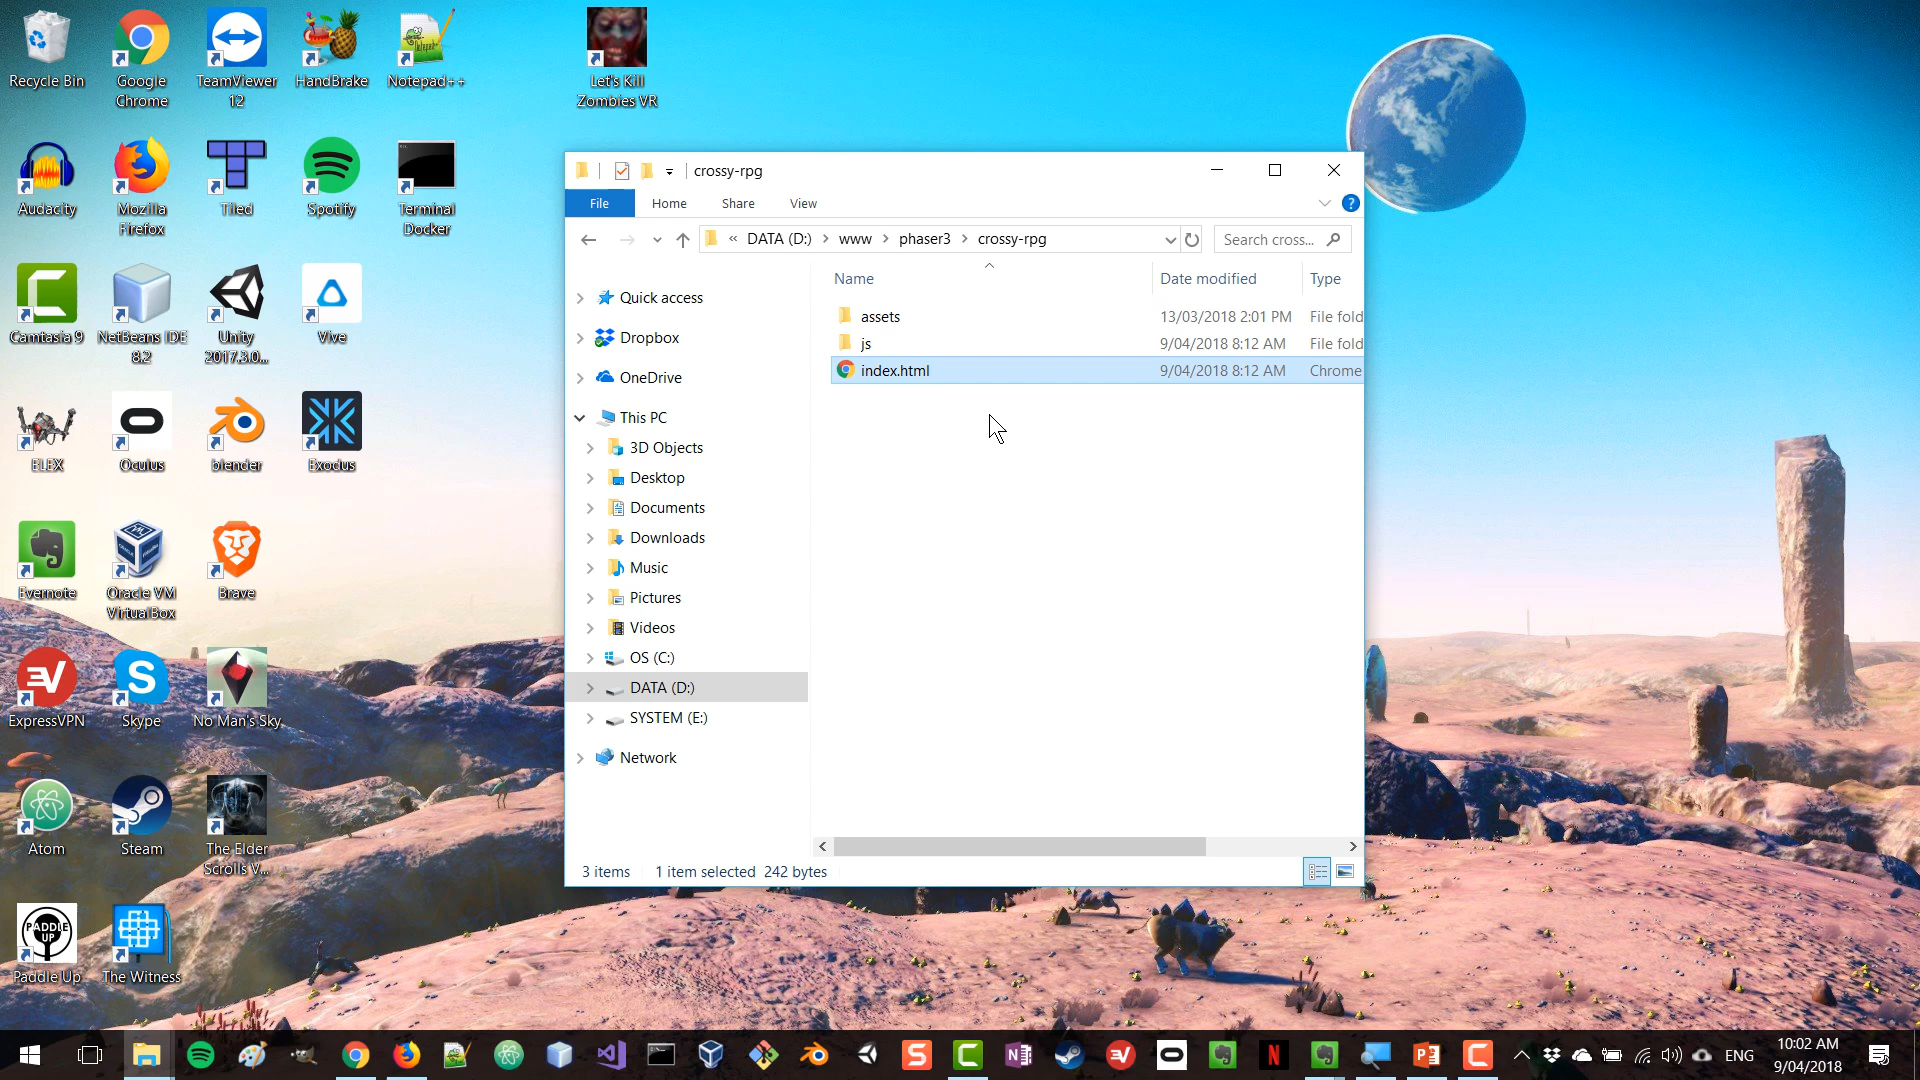 Recycle Bin
Google
Chrome
TeamViewer
12
HandBrake
Notepad++
Let's Kill
Zombies VR
Audacity
Mozilla
Firefox
Tiled
Spotify
Terminal
Docker
Camtasia 9
NetBeans IDE
8.2
Unity
2017.3.0...
Vive
ELEX
Oculus
blender
Exodus
Evernote
Oracle VM
VirtualBox
Brave
ExpressVPN
Skype
No Man's Sky
Atom
Steam
The Elder
Scrolls V...
PADDLE
UP
Paddle Up
The Witness
crossy-rpg
File
Home
Share
View
« DATA (D:) > www > phaser3 > crossy-rpg
Search cross...
Name
Date modified
Type
assets
13/03/2018 2:01 PM
File fold
js
9/04/2018 8:12 AM
File fold
index.html
9/04/2018 8:12 AM
Chrome
Quick access
Dropbox
OneDrive
This PC
3D Objects
Desktop
Documents
Downloads
Music
Pictures
Videos
OS (C:)
DATA (D:)
SYSTEM (E:)
Network
3 items
1 item selected 242 bytes
ENG
10:02 AM
9/04/2018